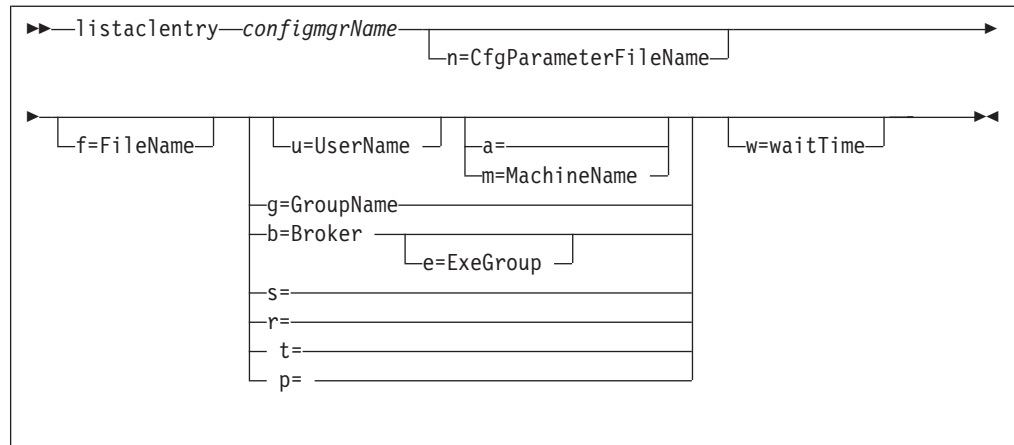 listaclentry configmgrName
n=CfgParameterFileName
f=FileName
u=UserName
a=
w=waitTime
m=MachineName
g=GroupName
b=Broker
e=ExeGroup
s=
r=
t=
p=